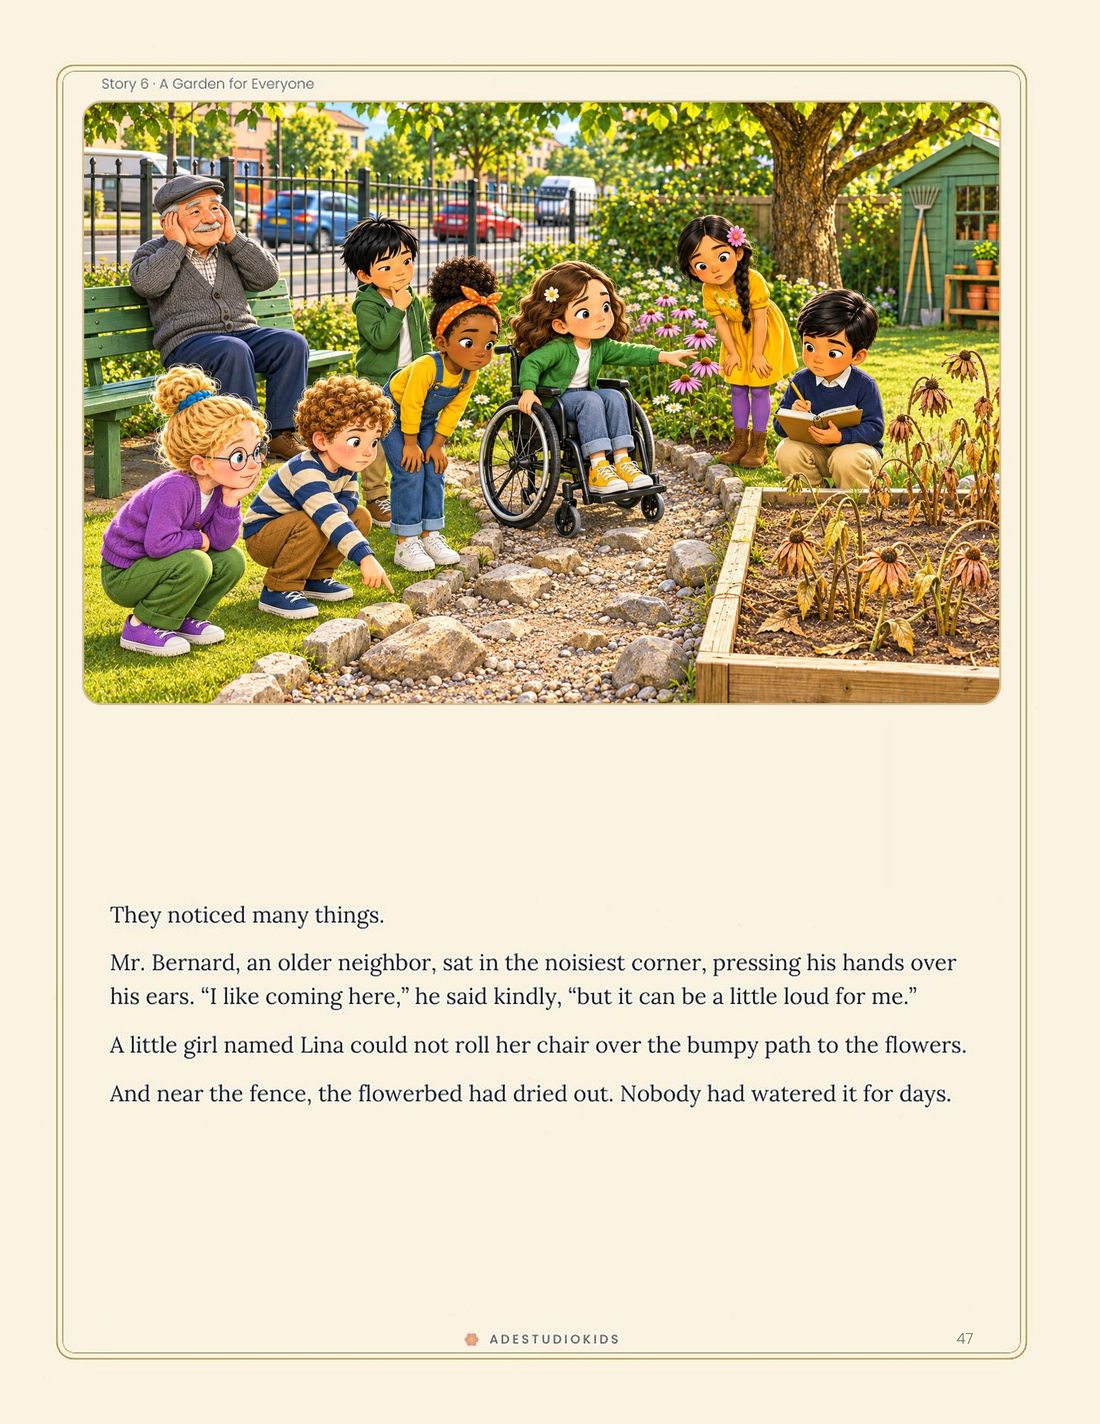 Story 6 · A Garden for Everyone
They noticed many things.
Mr. Bernard, an older neighbor, sat in the noisiest corner, pressing his hands over
his ears. “I like coming here,” he said kindly, “but it can be a little loud for me.”
A little girl named Lina could not roll her chair over the bumpy path to the flowers.
And near the fence, the flowerbed had dried out. Nobody had watered it for days.
ADESTUDIOKIDS
47